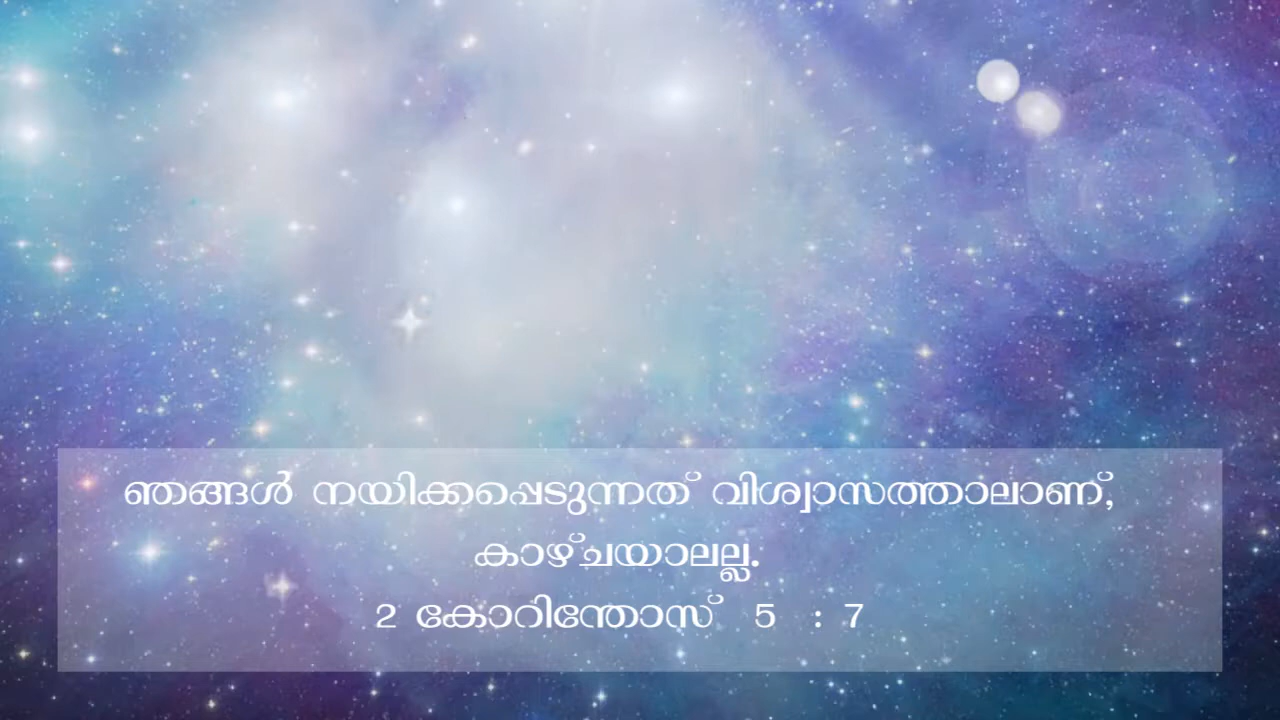 ഞങ്ങൾ നയിക്കപ്പെടുന്നത് വിശ്വാസത്താലാണ്,
കാഴ്ചയാലല്ല.
2 കോറിന്തോസ് 5 : 7